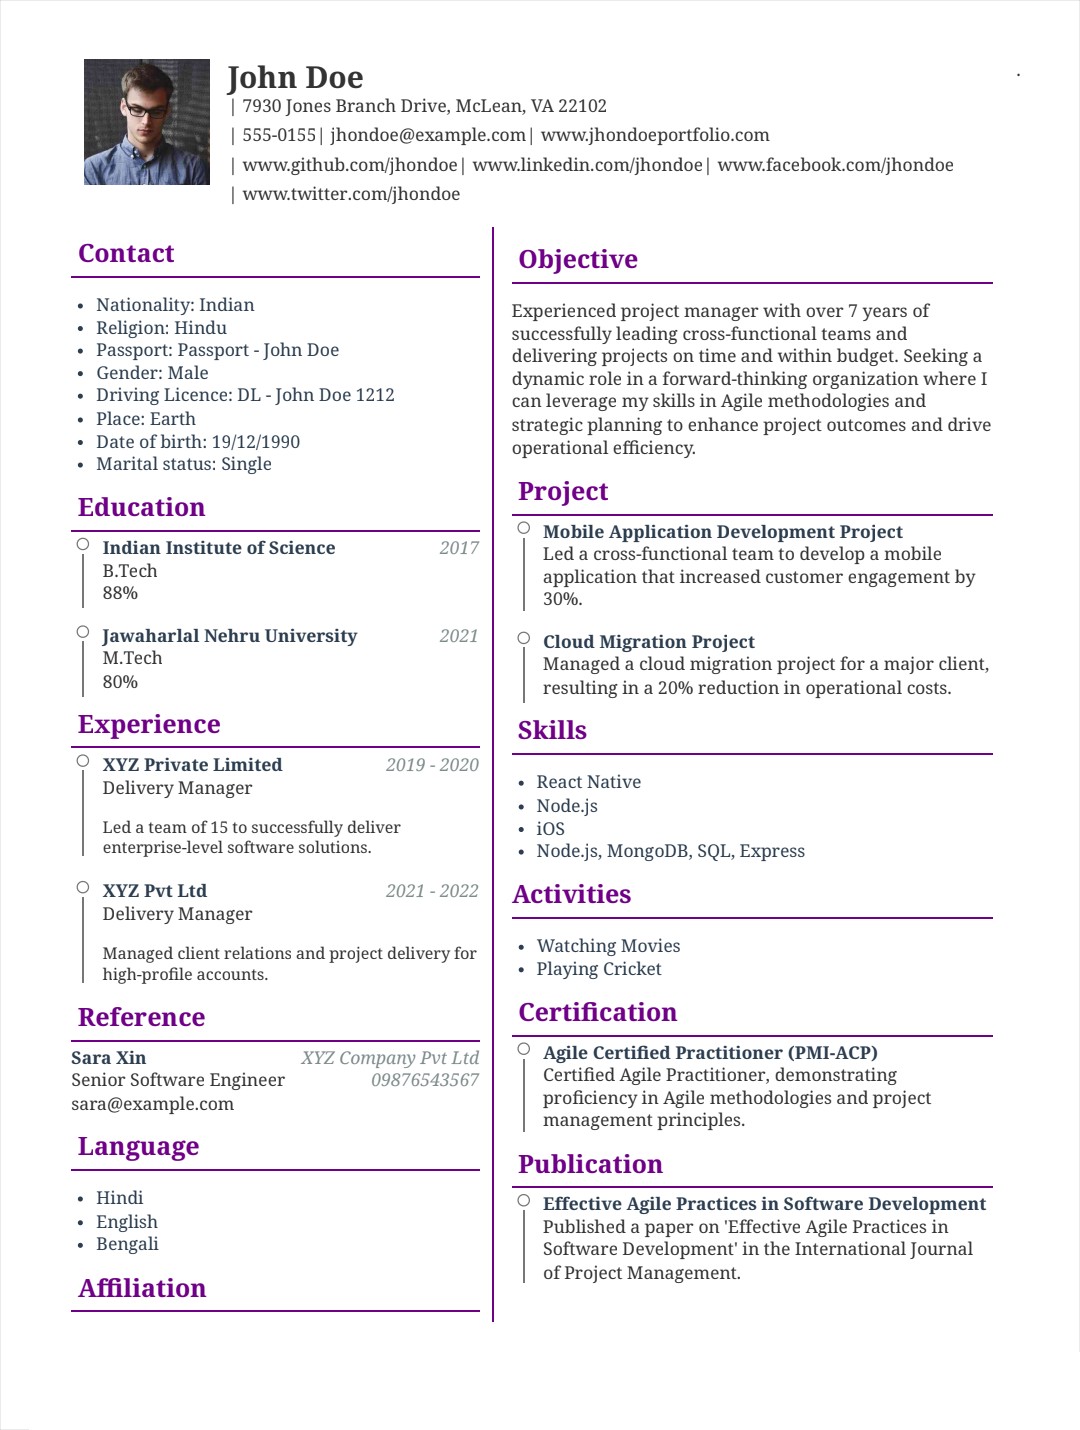 John Doe
| 7930 Jones Branch Drive, McLean, VA 22102
| 555-0155| jhondoe@example.com| www.jhondoeportfolio.com
| www.github.com/jhondoe| www.linkedin.com/jhondoe| www.facebook.com/jhondoe
| www.twitter.com/jhondoe
.
Contact
• Nationality: Indian
• Religion: Hindu
• Passport: Passport - John Doe
• Gender: Male
• Driving Licence: DL - John Doe 1212
• Place: Earth
• Date of birth: 19/12/1990
• Marital status: Single
Education
Indian Institute of Science 2017
B.Tech
88%
Jawaharlal Nehru University 2021
M.Tech
80%
Experience
XYZ Private Limited 2019 - 2020
Delivery Manager
Led a team of 15 to successfully deliver
enterprise-level software solutions.
XYZ Pvt Ltd 2021 - 2022
Delivery Manager
Managed client relations and project delivery for
high-profile accounts.
Reference
Sara Xin XYZ Company Pvt Ltd
Senior Software Engineer 09876543567
sara@example.com
Language
• Hindi
• English
• Bengali
Affiliation
Objective
Experienced project manager with over 7 years of
successfully leading cross-functional teams and
delivering projects on time and within budget. Seeking a
dynamic role in a forward-thinking organization where I
can leverage my skills in Agile methodologies and
strategic planning to enhance project outcomes and drive
operational efficiency.
Project
Mobile Application Development Project
Led a cross-functional team to develop a mobile
application that increased customer engagement by
30%.
Cloud Migration Project
Managed a cloud migration project for a major client,
resulting in a 20% reduction in operational costs.
Skills
• React Native
• Node.js
• iOS
• Node.js, MongoDB, SQL, Express
Activities
• Watching Movies
• Playing Cricket
Certification
Agile Certified Practitioner (PMI-ACP)
Certified Agile Practitioner, demonstrating
proficiency in Agile methodologies and project
management principles.
Publication
Effective Agile Practices in Software Development
Published a paper on 'Effective Agile Practices in
Software Development' in the International Journal
of Project Management.